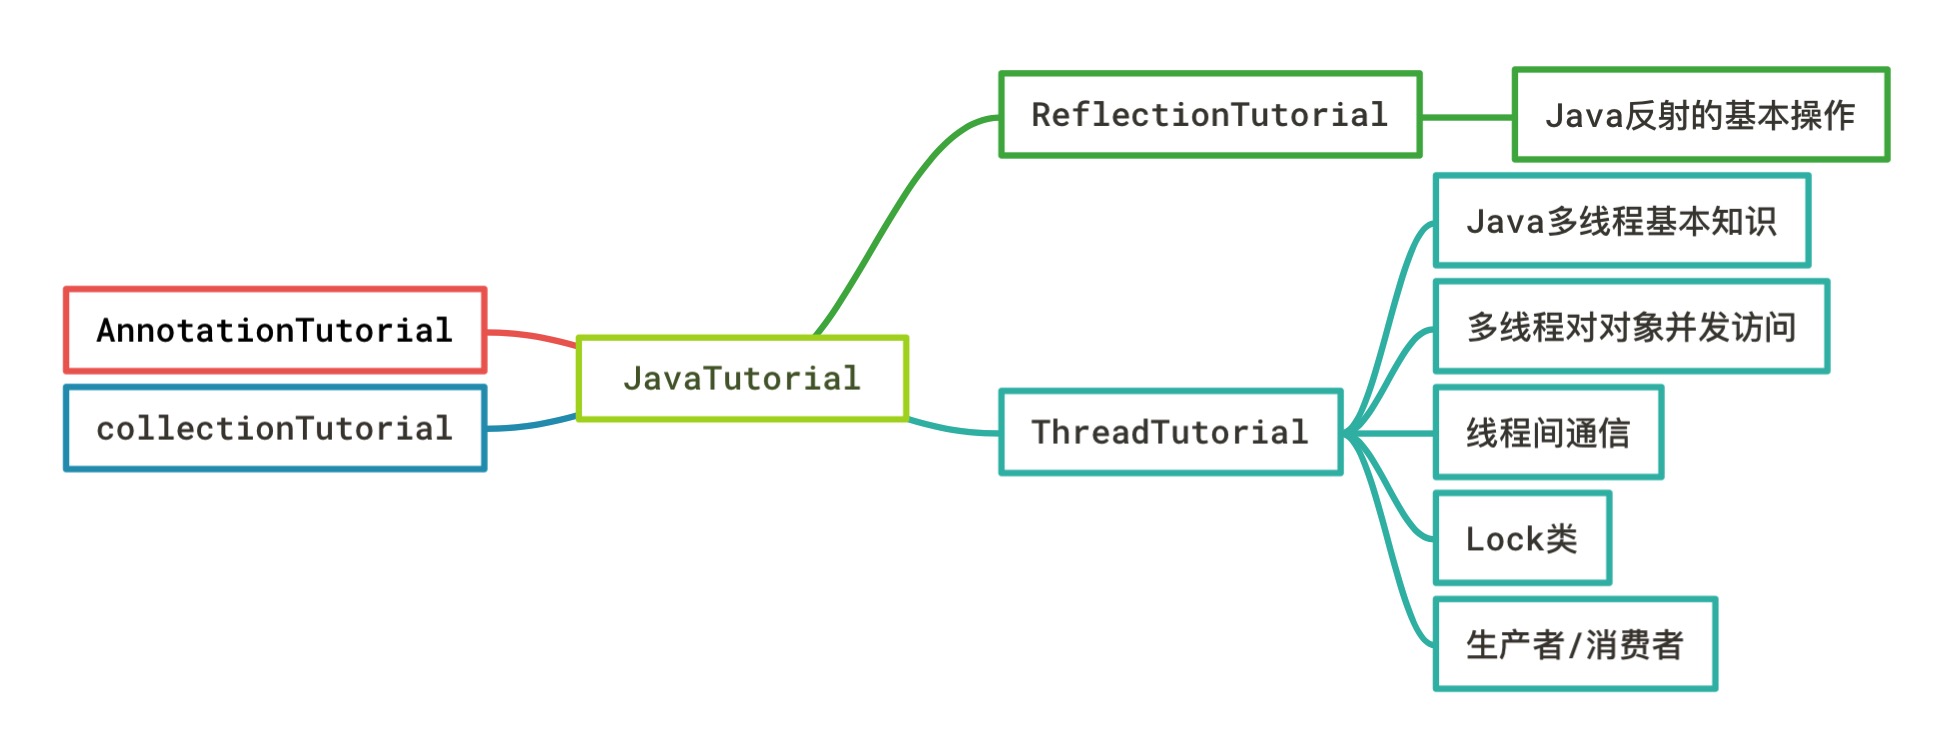 JavaTutorial
ReflectionTutorial
Java反射的基本操作
ThreadTutorial
Java多线程基本知识
多线程对对象并发访问
线程间通信
Lock类
生产者/消费者
AnnotationTutorial
collectionTutorial